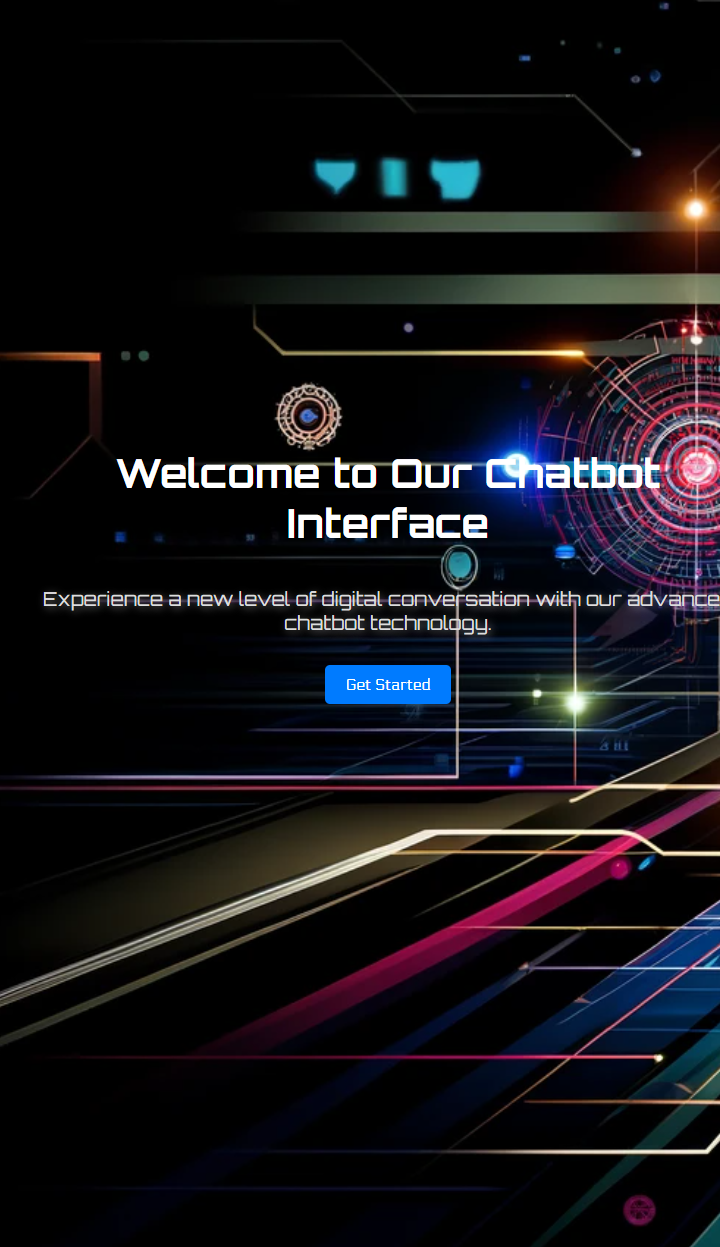 Welcome to Our Chatbot
Interface
Experience a new level of digital conversation with our advance
chatbot technology.
Get Started